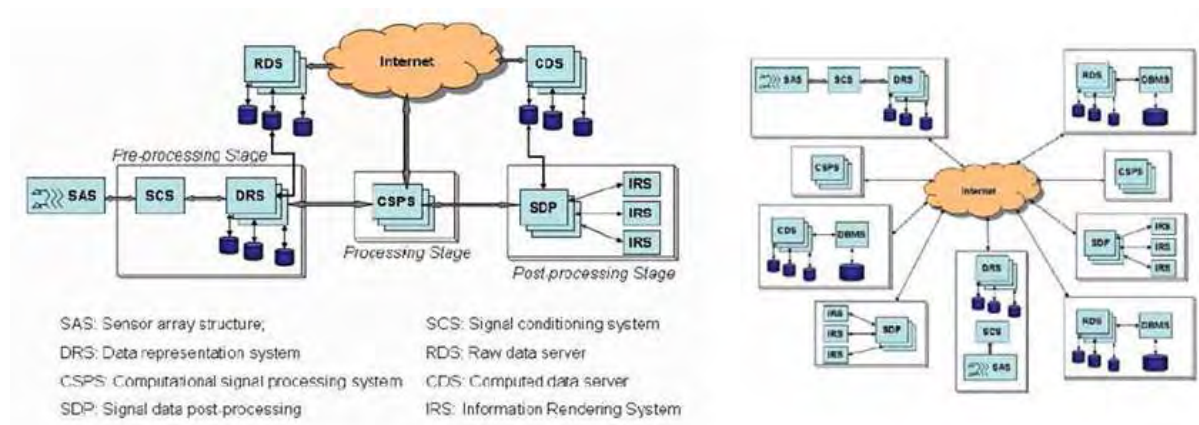 RDS
Internet
CDS
Pre-processing Stage
SAS
SCS
DRS
CSPS
SDP
IRS
IRS
IRS
Processing Stage
Post-processing Stage
SAS: Sensor array structure;
SCS: Signal conditioning system
DRS: Data representation system
RDS: Raw data server
CSPS: Computational signal processing system
CDS: Computed data server
SDP: Signal data post-processing
IRS: Information Rendering System
SAS
SCS
DRS
RDS
DBMS
CSPS
CSPS
Internet
CDS
DBMS
SDP
IRS
IRS
IRS
DRS
SCS
SAS
IRS
IRS
IRS
SDP
RDS
DBMS